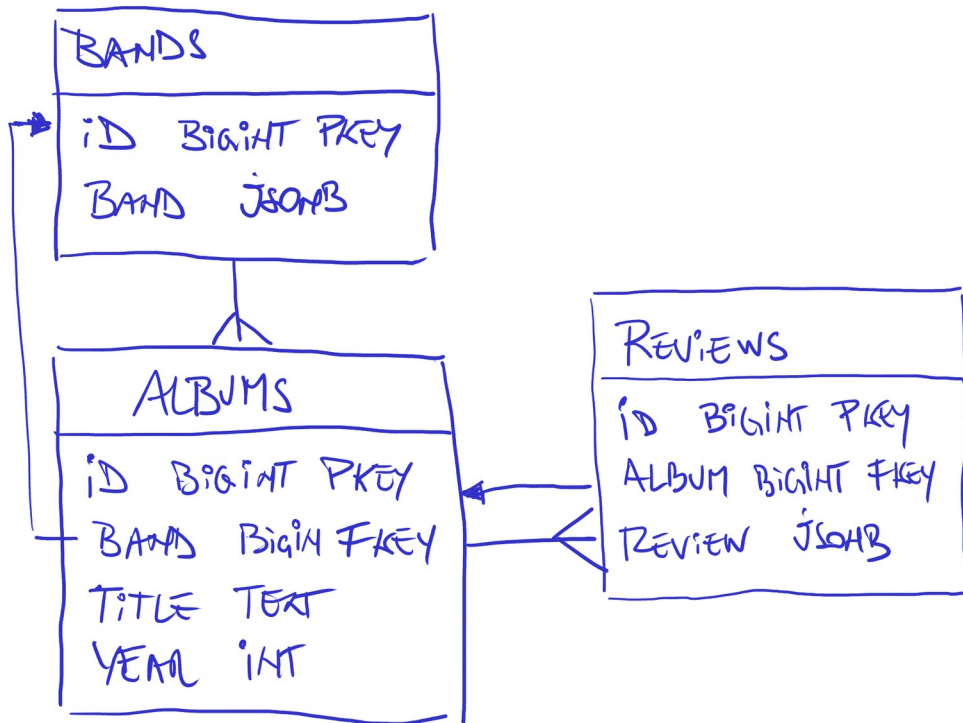 BANDS
iD BigiNT PKEY
BAND jSONB
ALBUMS
iD BigiNT PKEY
BAND BigiN FKEY
TiTLE TEXT
YEAR iNT
REViEWS
iD BiGiNT PKEY
ALBUM BiGiNT FKEY
REViEW jSONB